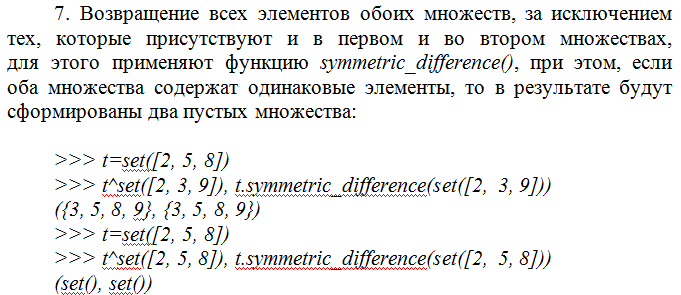 7. Возвращение всех элементов обоих множеств, за исключением
тех, которые присутствуют и в первом и во втором множествах,
для этого применяют функцию symmetric_difference(), при этом, если
оба множества содержат одинаковые элементы, то в результате будут
сформированы два пустых множества:
>>> t=set([2, 5, 8])
>>> t^set([2, 3, 9]), t.symmetric_difference(set([2, 3, 9]))
({3, 5, 8, 9}, {3, 5, 8, 9})
>>> t=set([2, 5, 8])
>>> t^set([2, 5, 8]), t.symmetric_difference(set([2, 5, 8]))
(set(), set())